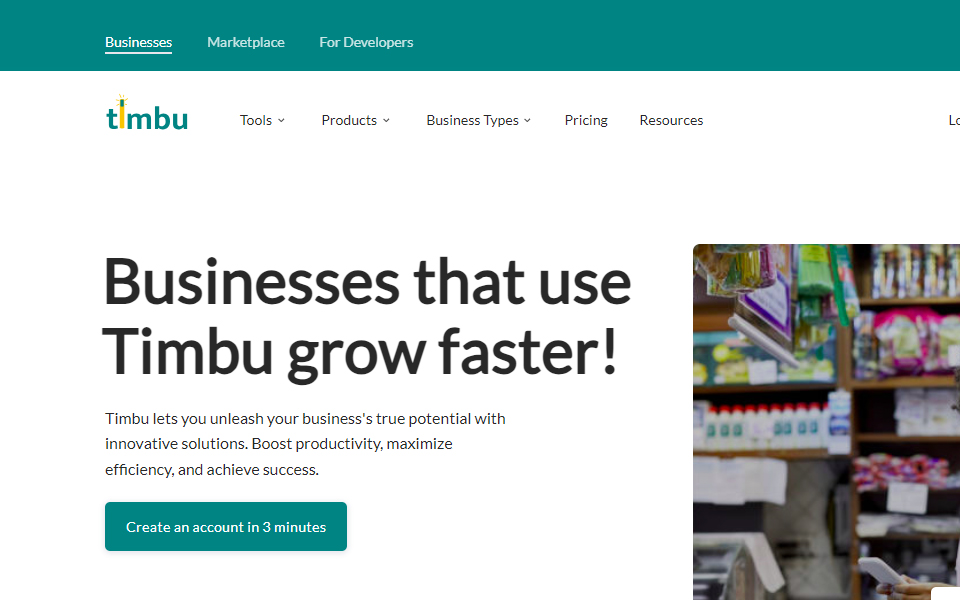 Businesses Marketplace For Developers
timbu Tools Products Business Types Pricing Resources
Businesses that use
Timbu grow faster!
Timbu lets you unleash your business's true potential with
innovative solutions. Boost productivity, maximize
efficiency, and achieve success.
Create an account in 3 minutes